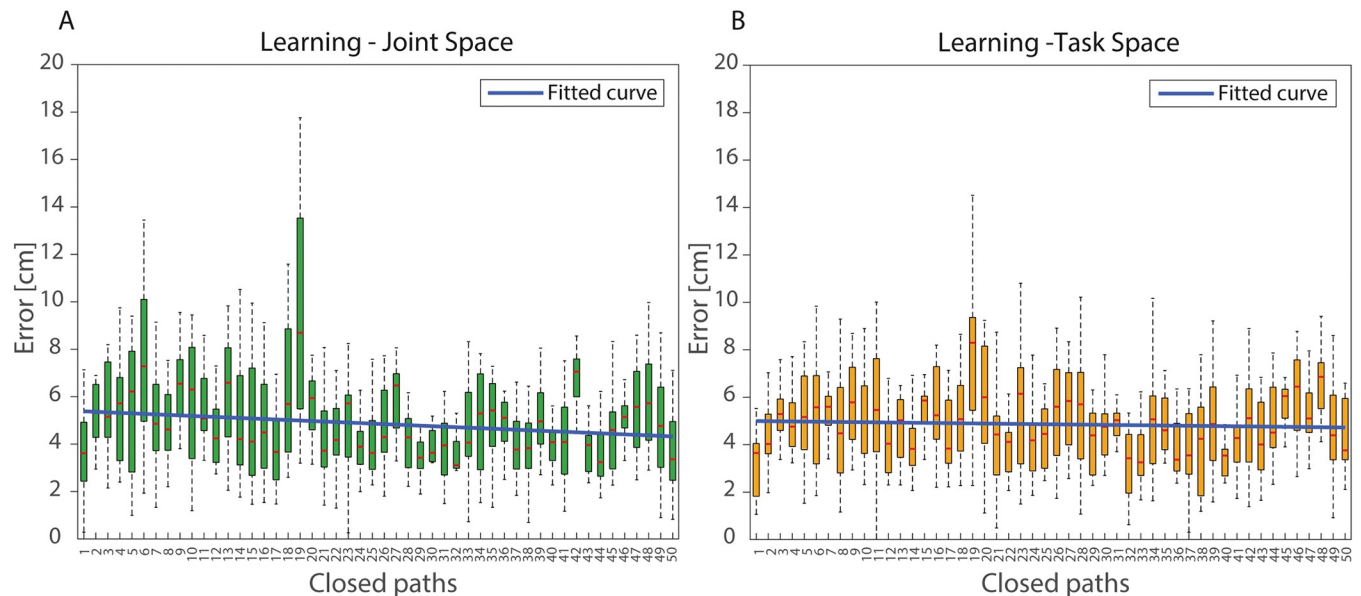 A
Learning - Joint Space
Fitted curve
Error [cm]
20
18
16
14
12
10
8
6
4
2
0
1 2 3 4 5 6 7 8 9 10 11 12 13 14 15 16 17 18 19 20 21 22 23 24 25 26 27 28 29 30 31 32 33 34 35 36 37 38 39 40 41 42 43 44 45 46 47 48 49 50
Closed paths
B
Learning -Task Space
Fitted curve
Error [cm]
20
18
16
14
12
10
8
6
4
2
0
1 2 3 4 5 6 7 8 9 10 11 12 13 14 15 16 17 18 19 20 21 22 23 24 25 26 27 28 29 30 31 32 33 34 35 36 37 38 39 40 41 42 43 44 45 46 47 48 49 50
Closed paths